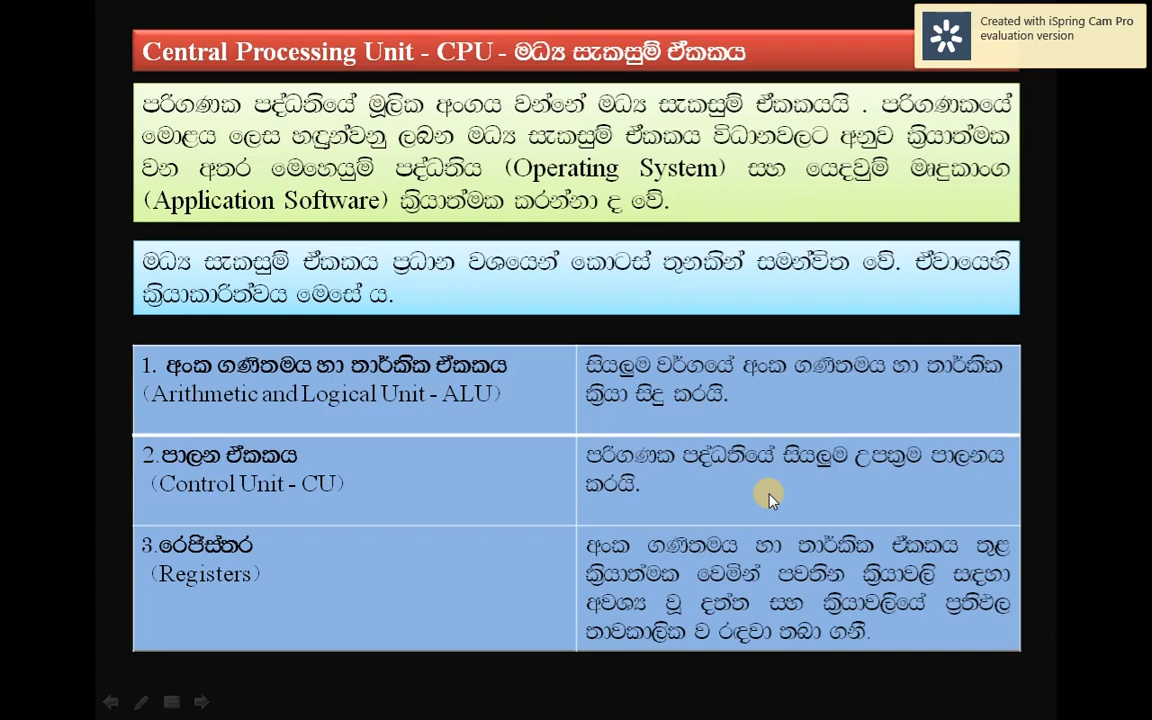 Created with iSpring Cam Pro
evaluation version
Central Processing Unit - CPU - මධ්‍ය සැකසුම් ඒකකය
පරිගණක පද්ධතියේ මූලික අංගය වන්නේ මධ්‍ය සැකසුම් ඒකකයයි . පරිගණකයේ
මොළය ලෙස හඳුන්වනු ලබන මධ්‍ය සැකසුම් ඒකකය විධානවලට අනුව ක්‍රියාත්මක
වන අතර මෙහෙයුම් පද්ධතිය (Operating System) සහ යෙදවුම් මෘදුකාංග
(Application Software) ක්‍රියාත්මක කරන්නා ද වේ.
මධ්‍ය සැකසුම් ඒකකය ප්‍රධාන වශයෙන් කොටස් තුනකින් සමන්විත වේ. ඒවායෙහි
ක්‍රියාකාරිත්වය මෙසේ ය.
1. අංක ගණිතමය හා තාර්කික ඒකකය
(Arithmetic and Logical Unit - ALU)
සියලුම වර්ගයේ අංක ගණිතමය හා තාර්කික
ක්‍රියා සිදු කරයි.
2.පාලන ඒකකය
(Control Unit - CU)
පරිගණක පද්ධතියේ සියලුම උපක්‍රම පාලනය
කරයි.
3.රෙජිස්තර
(Registers)
අංක ගණිතමය හා තාර්කික ඒකකය තුළ
ක්‍රියාත්මක වෙමින් පවතින ක්‍රියාවලි සඳහා
අවශ්‍ය වූ දත්ත සහ ක්‍රියාවලියේ ප්‍රතිඵල
තාවකාලික ව රඳවා තබා ගනී.